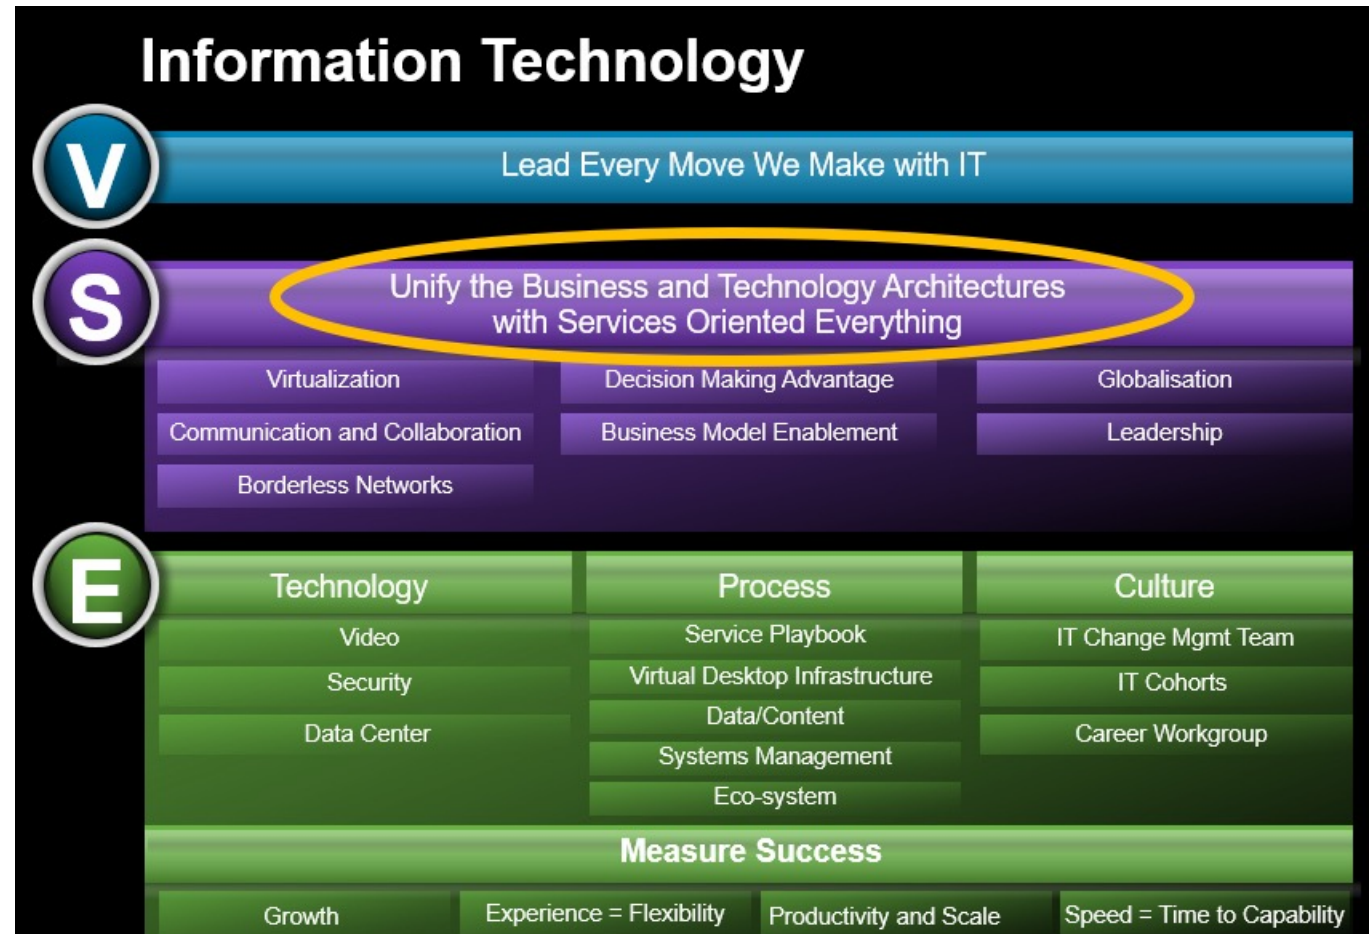 Information Technology
V
Lead Every Move We Make with IT
S
Unify the Business and Technology Architectures
with Services Oriented Everything
Virtualization
Decision Making Advantage
Globalisation
Communication and Collaboration
Business Model Enablement
Leadership
Borderless Networks
E
Technology
Process
Culture
Video
Service Playbook
IT Change Mgmt Team
Security
Virtual Desktop Infrastructure
IT Cohorts
Data Center
Data/Content
Career Workgroup
Systems Management
Eco-system
Measure Success
Growth
Experience = Flexibility
Productivity and Scale
Speed = Time to Capability